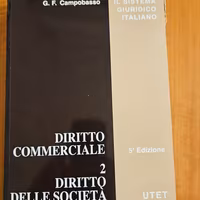 G. F. Campobasso
IL SISTEMA
GIURIDICO
ITALIANO
DIRITTO
COMMERCIALE
2
DIRITTO
DELLE SOCIETÀ
5ª Edizione
UTET